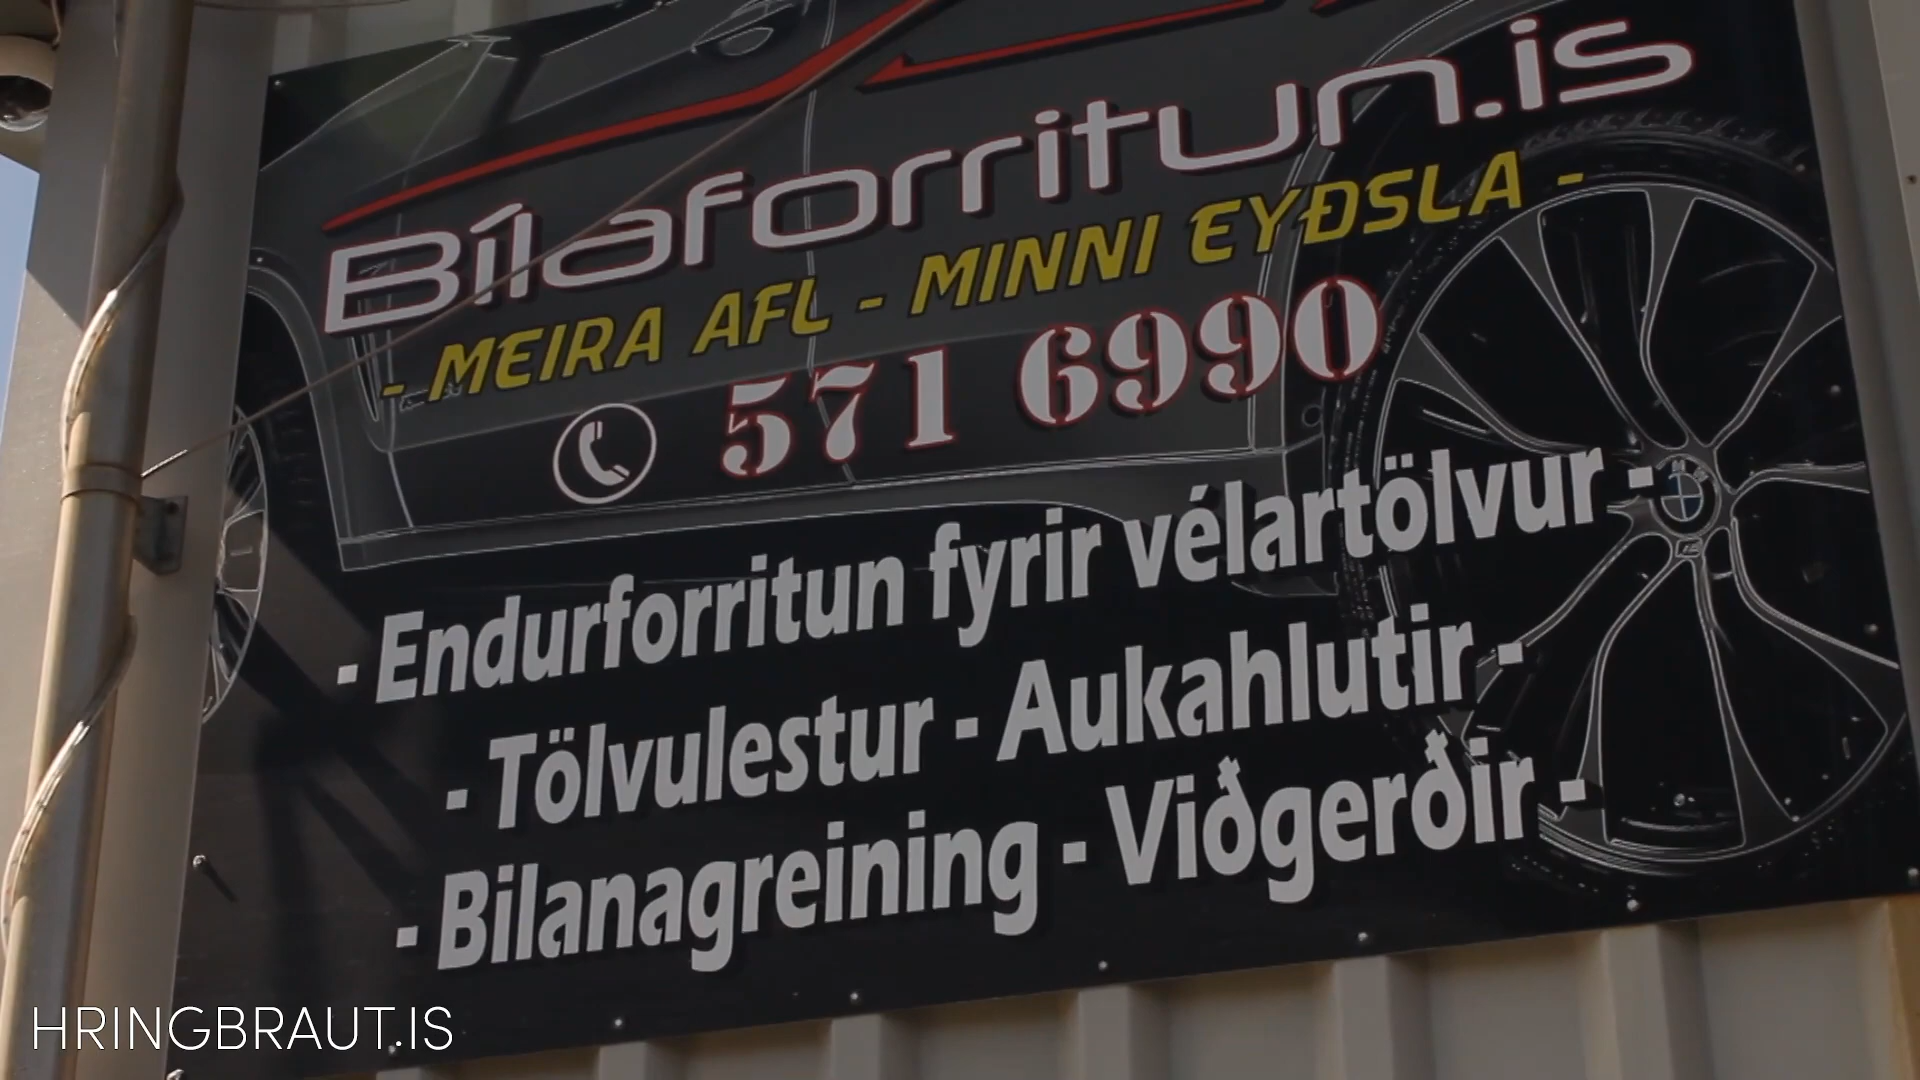 Bílaforritun.is
- MEIRA AFL - MINNI EYÐSLA -
571 6990
- Endurforritun fyrir vélartölvur -
- Tölvulestur - Aukahlutir -
- Bilanagreining - Viðgerðir -
HRINGBRAUT.IS